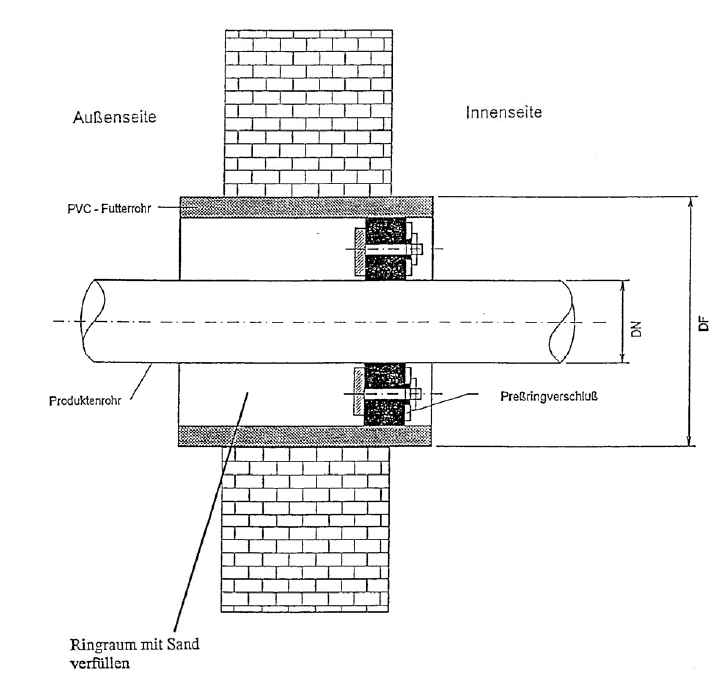 Außenseite
Innenseite
PVC - Futterrohr
DN
DF
Produktenrohr
Preßringverschluß
Ringraum mit Sand
verfüllen